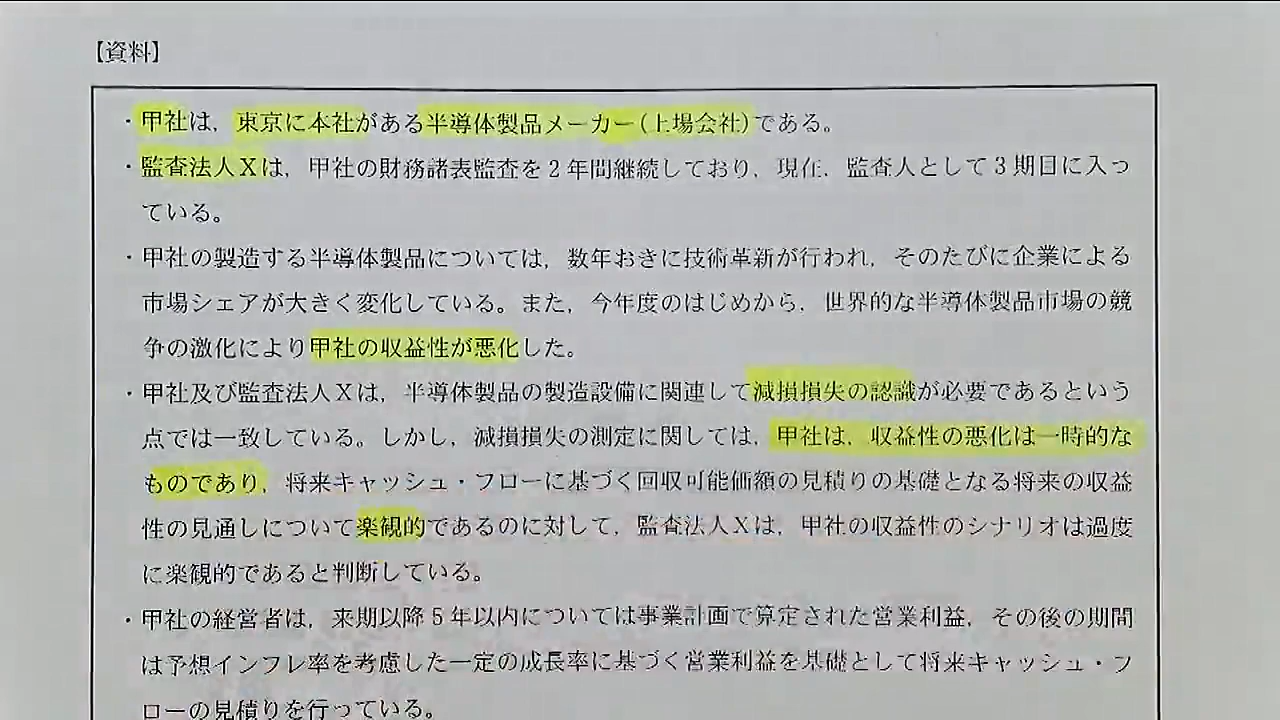 【資料】
・甲社は，東京に本社がある半導体製品メーカー（上場会社）である。
・監査法人Ｘは，甲社の財務諸表監査を２年間継続しており，現在，監査人として３期目に入っ
ている。
・甲社の製造する半導体製品については，数年おきに技術革新が行われ，そのたびに企業による
市場シェアが大きく変化している。また，今年度のはじめから，世界的な半導体製品市場の競
争の激化により甲社の収益性が悪化した。
・甲社及び監査法人Ｘは，半導体製品の製造設備に関連して減損損失の認識が必要であるという
点では一致している。しかし，減損損失の測定に関しては，甲社は，収益性の悪化は一時的な
ものであり，将来キャッシュ・フローに基づく回収可能価額の見積りの基礎となる将来の収益
性の見通しについて楽観的であるのに対して，監査法人Ｘは，甲社の収益性のシナリオは過度
に楽観的であると判断している。
・甲社の経営者は，来期以降５年以内については事業計画で算定された営業利益，その後の期間
は予想インフレ率を考慮した一定の成長率に基づく営業利益を基礎として将来キャッシュ・フ
ローの見積りを行っている。